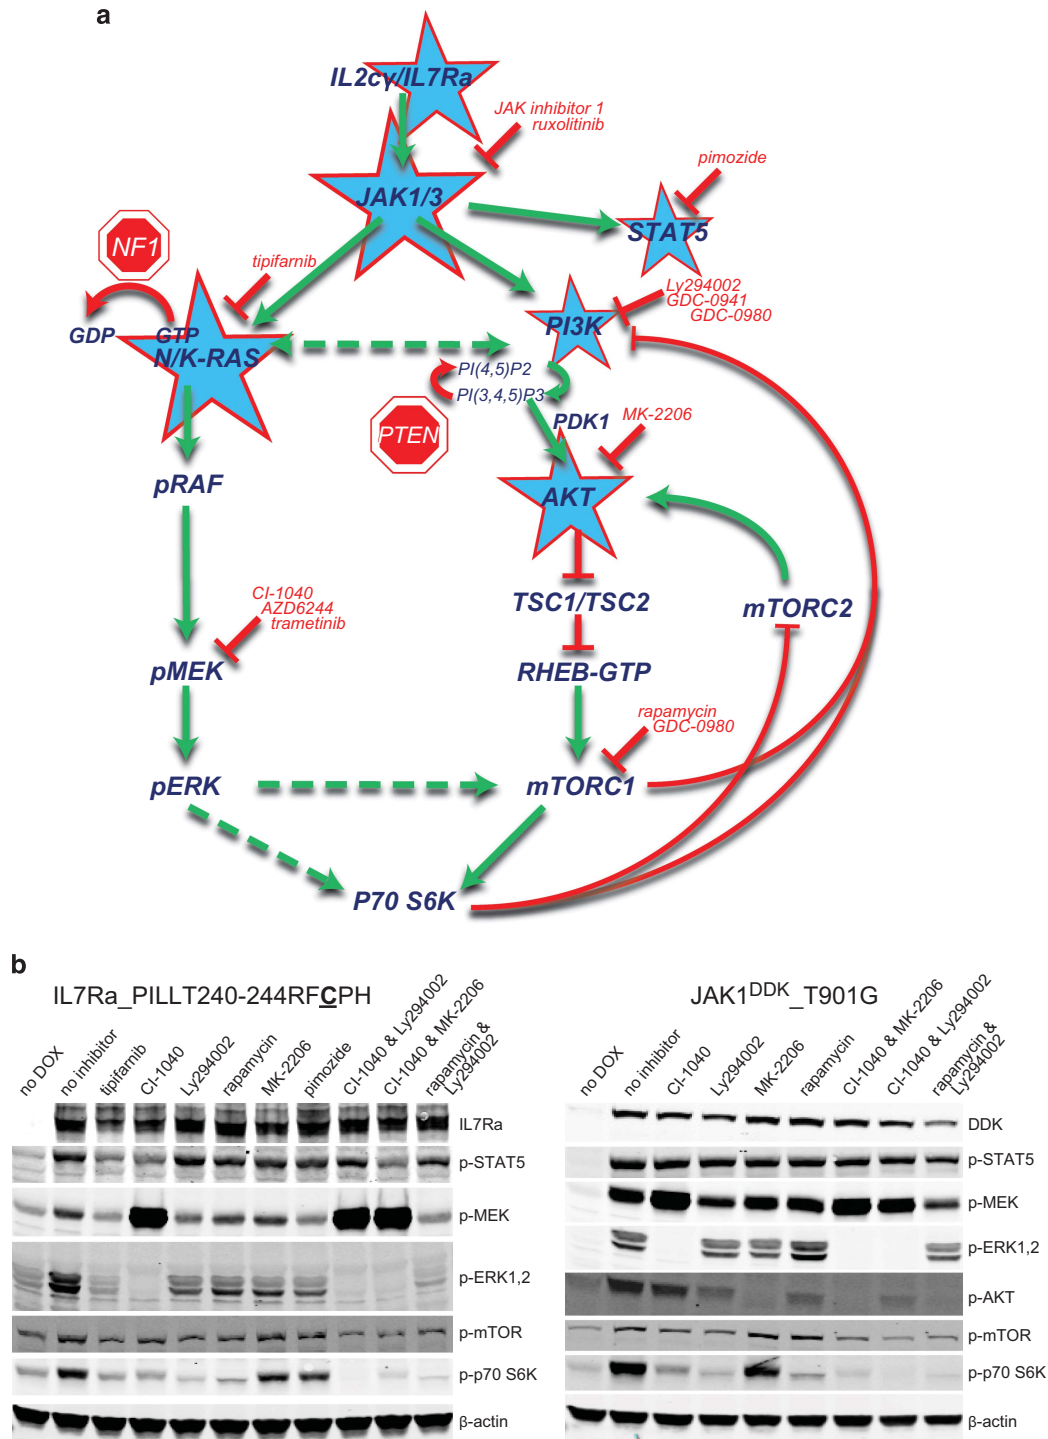 a
IL2cγ/IL7Ra
JAK inhibitor 1
ruxolitinib
pimozide
JAK1/3
STAT5
NF1
tipifarnib
Ly294002
GDC-0941
GDC-0980
GDP
GTP
N/K-RAS
PI3K
PI(4,5)P2
PI(3,4,5)P3
PTEN
PDK1
MK-2206
pRAF
AKT
CI-1040
AZD6244
trametinib
TSC1/TSC2
mTORC2
pMEK
RHEB-GTP
rapamycin
GDC-0980
pERK
mTORC1
P70 S6K
b
IL7Ra_PILLT240-244RFCPH
no DOX
no inhibitor
tipifarnib
CI-1040
Ly294002
rapamycin
MK-2206
pimozide
CI-1040 & Ly294002
CI-1040 & MK-2206
rapamycin &
Ly294002
IL7Ra
p-STAT5
p-MEK
p-ERK1,2
p-mTOR
p-p70 S6K
β-actin
JAK1DDK_T901G
no DOX
no inhibitor
CI-1040
Ly294002
MK-2206
rapamycin
CI-1040 & MK-2206
CI-1040 & Ly294002
rapamycin &
Ly294002
DDK
p-STAT5
p-MEK
p-ERK1,2
p-AKT
p-mTOR
p-p70 S6K
β-actin